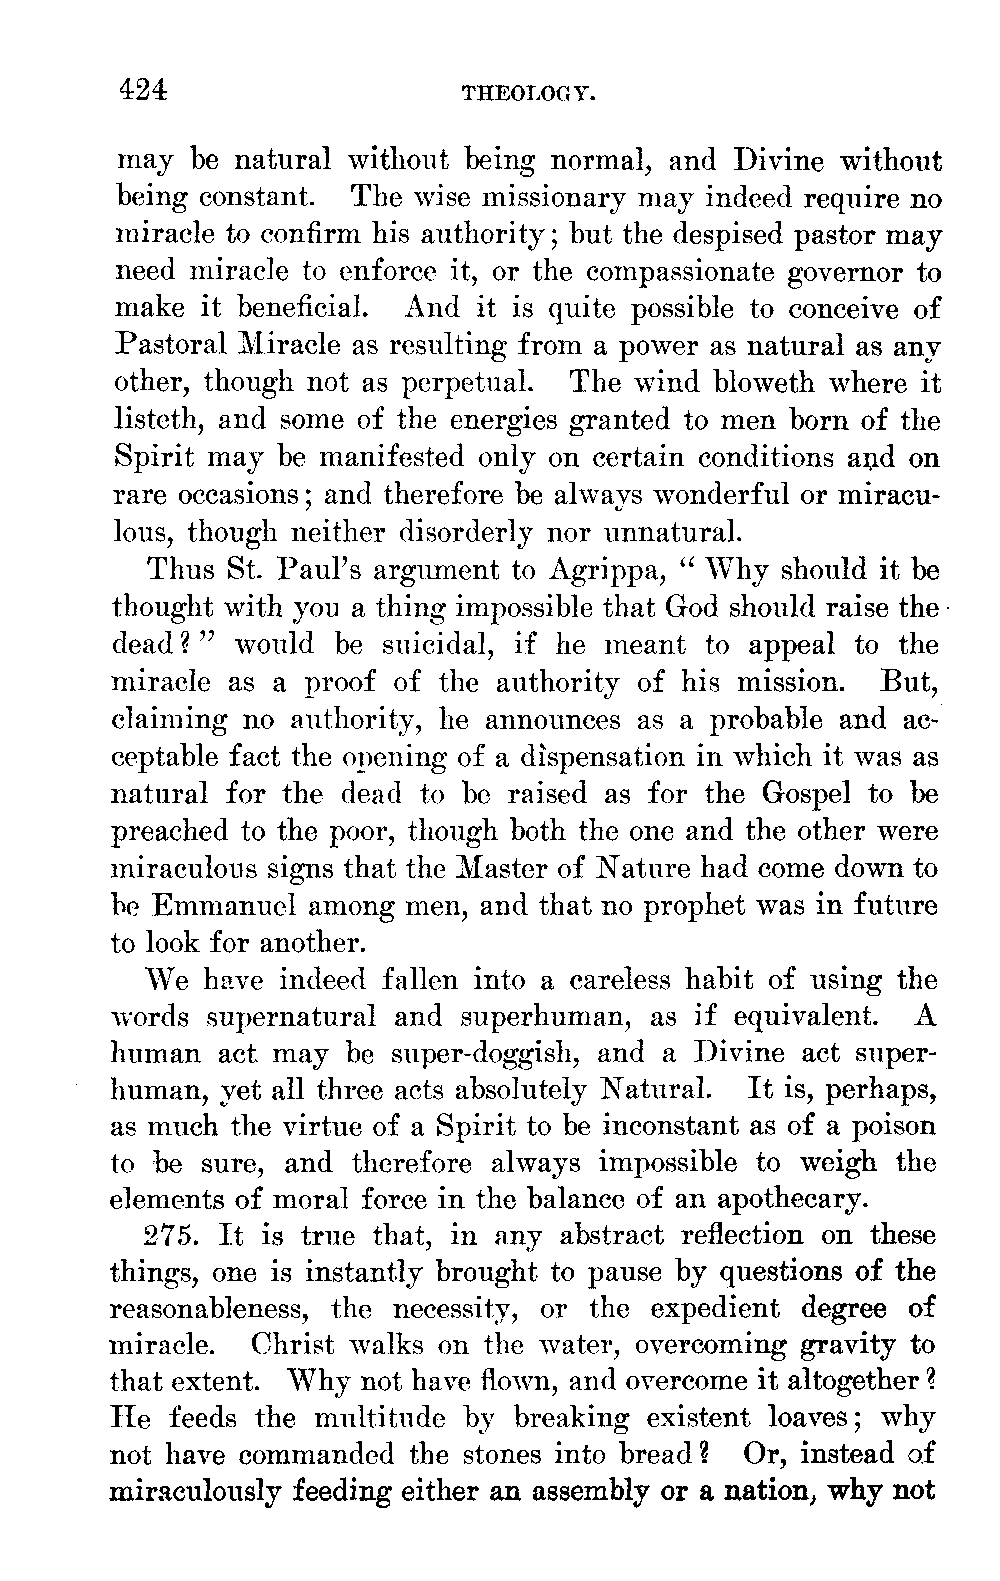 424 THEOLOGY.
may be natural without being normal, and Divine without
being constant. The wise missionary may indeed require no
miracle to confirm his authority; but the despised pastor may
need miracle to enforce it, or the compassionate governor to
make it beneficial. And it is quite possible to conceive of
Pastoral Miracle as resulting from a power as natural as any
other, though not as perpetual. The wind bloweth where it
listeth, and some of the energies granted to men born of the
Spirit may be manifested only on certain conditions and on
rare occasions; and therefore be always wonderful or miracu-
lous, though neither disorderly nor unnatural.
Thus St. Paul's argument to Agrippa, “ Why should it be
thought with you a thing impossible that God should raise the
dead? ” would be suicidal, if he meant to appeal to the
miracle as a proof of the authority of his mission. But,
claiming no authority, he announces as a probable and ac-
ceptable fact the opening of a dispensation in which it was as
natural for the dead to be raised as for the Gospel to be
preached to the poor, though both the one and the other were
miraculous signs that the Master of Nature had come down to
be Emmanuel among men, and that no prophet was in future
to look for another.
We have indeed fallen into a careless habit of using the
words supernatural and superhuman, as if equivalent. A
human act may be super-doggish, and a Divine act super-
human, yet all three acts absolutely Natural. It is, perhaps,
as much the virtue of a Spirit to be inconstant as of a poison
to be sure, and therefore always impossible to weigh the
elements of moral force in the balance of an apothecary.
275. It is true that, in any abstract reflection on these
things, one is instantly brought to pause by questions of the
reasonableness, the necessity, or the expedient degree of
miracle. Christ walks on the water, overcoming gravity to
that extent. Why not have flown, and overcome it altogether?
He feeds the multitude by breaking existent loaves; why
not have commanded the stones into bread? Or, instead of
miraculously feeding either an assembly or a nation, why not